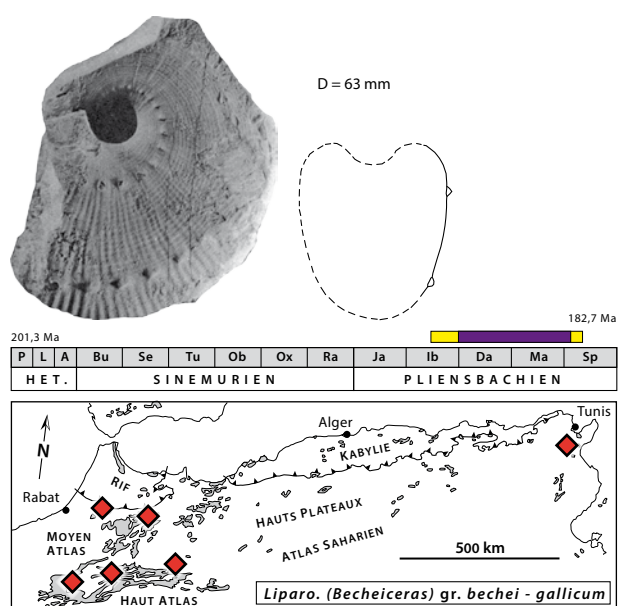 D = 63 mm
182,7 Ma
201,3 Ma
P L A Bu Se Tu Ob Ox Ra Ja Ib Da Ma Sp
HET. SINEMURIEN PLIENSBACHIEN
Tunis
Alger
N
KABYLIE
RIF
Rabat
HAUTS PLATEAUX
MOYEN
ATLAS
ATLAS SAHARIEN
500 km
HAUT ATLAS
Liparo. (Becheiceras) gr. bechei - gallicum